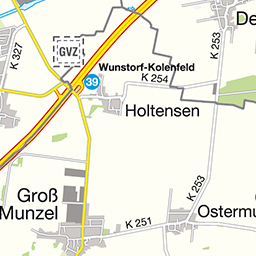 De
K 253
K 327
GVZ
Wunstorf-Kolenfeld
39
K 254
Holtensen
K 253
Groß
Munzel
K 251
Ostermu